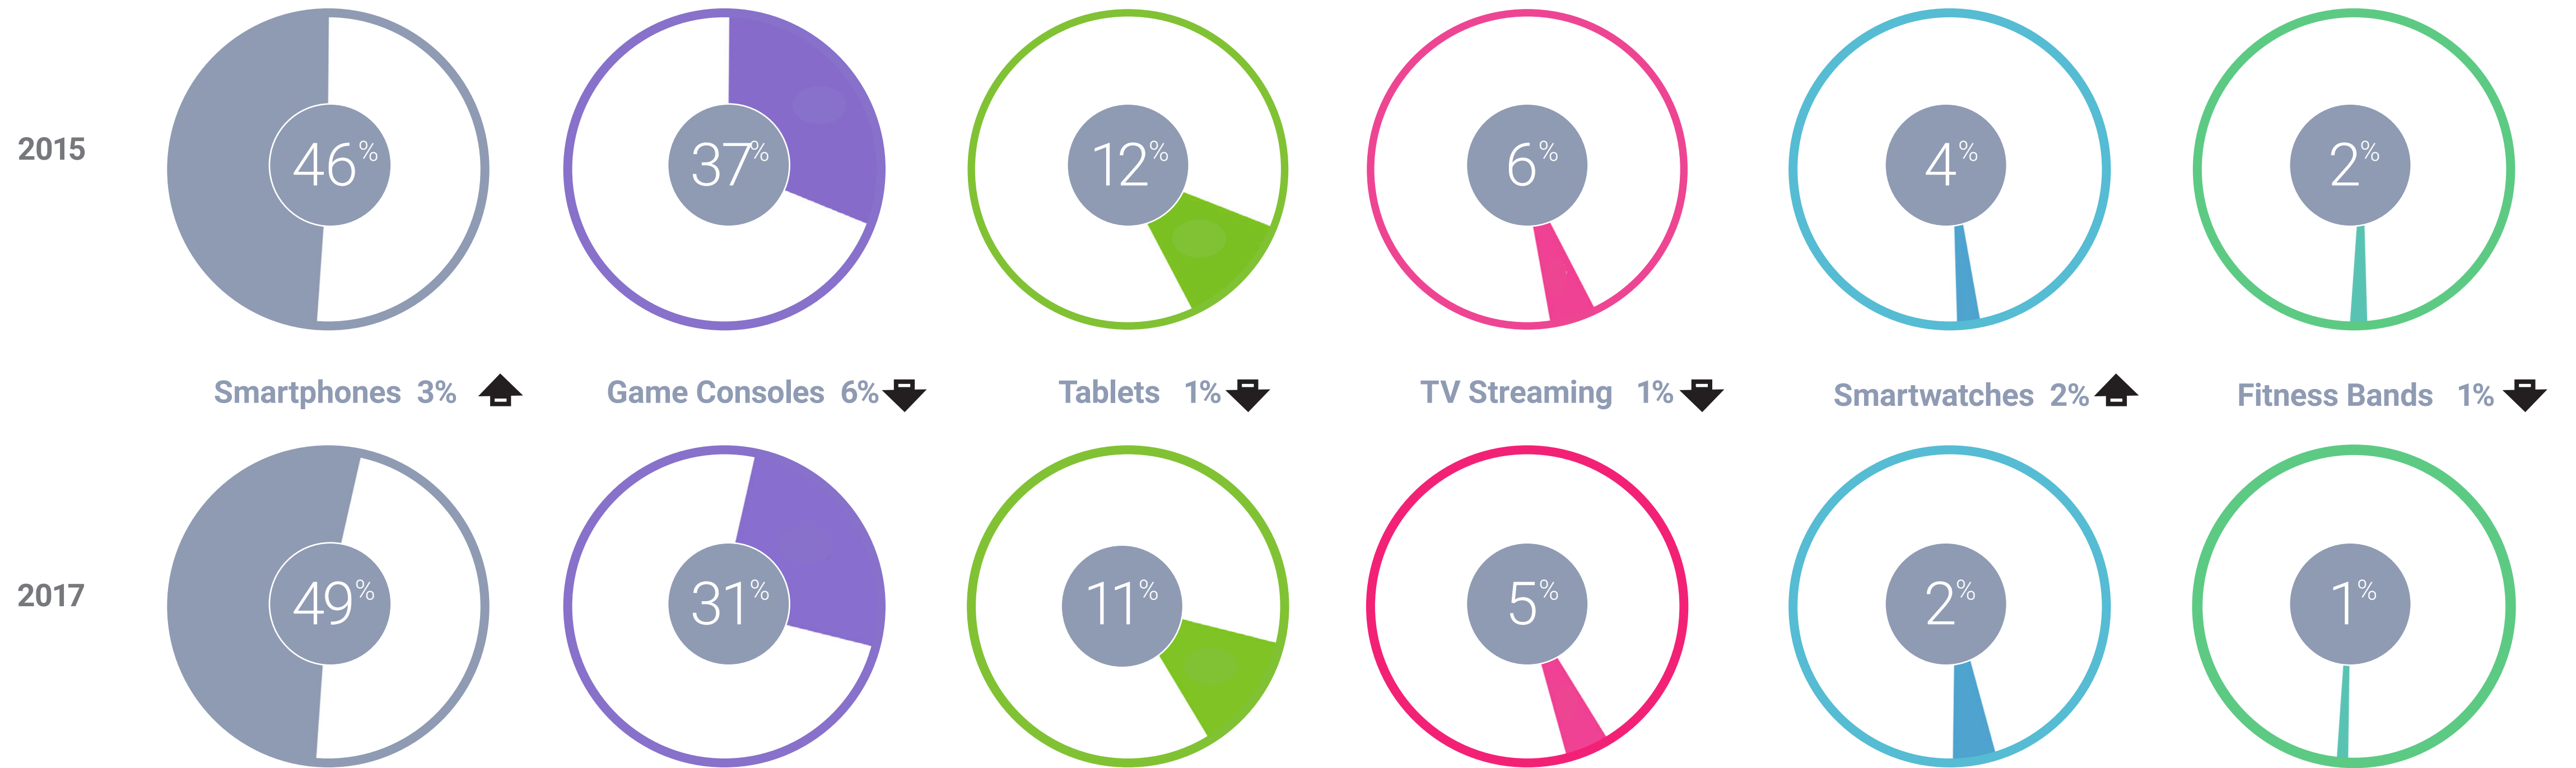 2015
46%
37%
12%
6%
4%
2%
Smartphones 3%
Game Consoles 6%
Tablets 1%
TV Streaming 1%
Smartwatches 2%
Fitness Bands 1%
2017
49%
31%
11%
5%
2%
1%